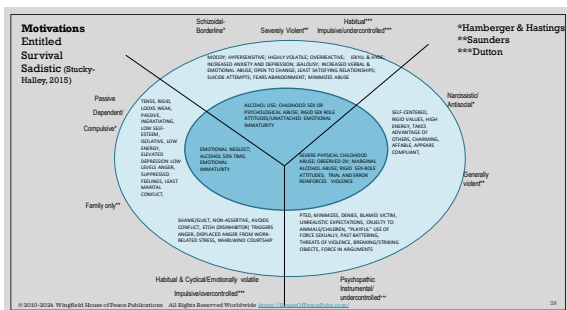 Motivations
Entitled
Survival
Sadistic (Stucky-
Halley, 2015)
Schizoidal-
Borderline*
Severely Violent**
Habitual***
Impulsive/undercontrolled***
*Hamberger & Hastings
**Saunders
***Dutton
MOODY; HYPERSENSITIVE; HIGHLY VOLATILE; OVERREACTIVE; JEKYLL & HYDE;
INCREASED ANXIETY AND DEPRESSION; JEALOUSY; INCREASED VERBAL &
EMOTIONAL ABUSE; OPEN TO CHANGE; LEAST SATISFYING RELATIONSHIPS;
SUICIDE ATTEMPTS; FEARS ABANDONMENT; MINIMIZES ABUSE
Passive
Dependent/
Compulsive*
TENSE, RIGID,
LOOKS WEAK,
PASSIVE,
INGRATIATING,
LOW SELF-
ESTEEM,
ISOLATIVE, LOW
ENERGY,
ELEVATED
DEPRESSION LOW
LEVELS ANGER,
SUPPRESSED
FEELINGS, LEAST
MARITAL
CONFLICT,
ALCOHOL USE; CHILDHOOD SEX OR
PSYCHOLOGICAL ABUSE; RIGID SEX ROLE
ATTITUDES/UNATTACHED EMOTIONAL
IMMATURITY
EMOTIONAL NEGLECT;
ALCOHOL 50% TIME;
EMOTIONAL
IMMATURITY
SEVERE PHYSICAL CHILDHOOD
ABUSE, OBSERVED DV; MARGINAL
ALCOHOL ABUSE; RIGID SEX-ROLE
ATTITUDES; TRIAL AND ERROR
REINFORCES VIOLENCE
SELF-CENTERED,
RIGID VALUES, HIGH
ENERGY, TAKES
ADVANTAGE OF
OTHERS, CHARMING,
AFFABLE, APPEARS
COMPLIANT,
Narcissistic/
Antisocial*
Generally
violent**
Family only**
SHAME/GUILT, NON-ASSERTIVE, AVOIDS
CONFLICT, ETOH (DISINHIBITOR) TRIGGERS
ANGER, DISPLACED ANGER FROM WORK-
RELATED STRESS, WHIRLWIND COURTSHIP
PTSD, MINIMIZES, DENIES, BLAMES VICTIM,
UNREALISTIC EXPECTATIONS, CRUELTY TO
ANIMALS/CHILDREN, "PLAYFUL" USE OF
FORCE SEXUALLY, PAST BATTERING,
THREATS OF VIOLENCE, BREAKING/STRIKING
OBJECTS, FORCE IN ARGUMENTS
Habitual & Cyclical/Emotionally volatile
Impulsive/overcontrolled***
Psychopathic
Instrumental/
undercontrolled***
©2010-2024 Wingfield House of Peace Publications All Rights Reserved Worldwide https://HouseOfPeacePubs.com/
28